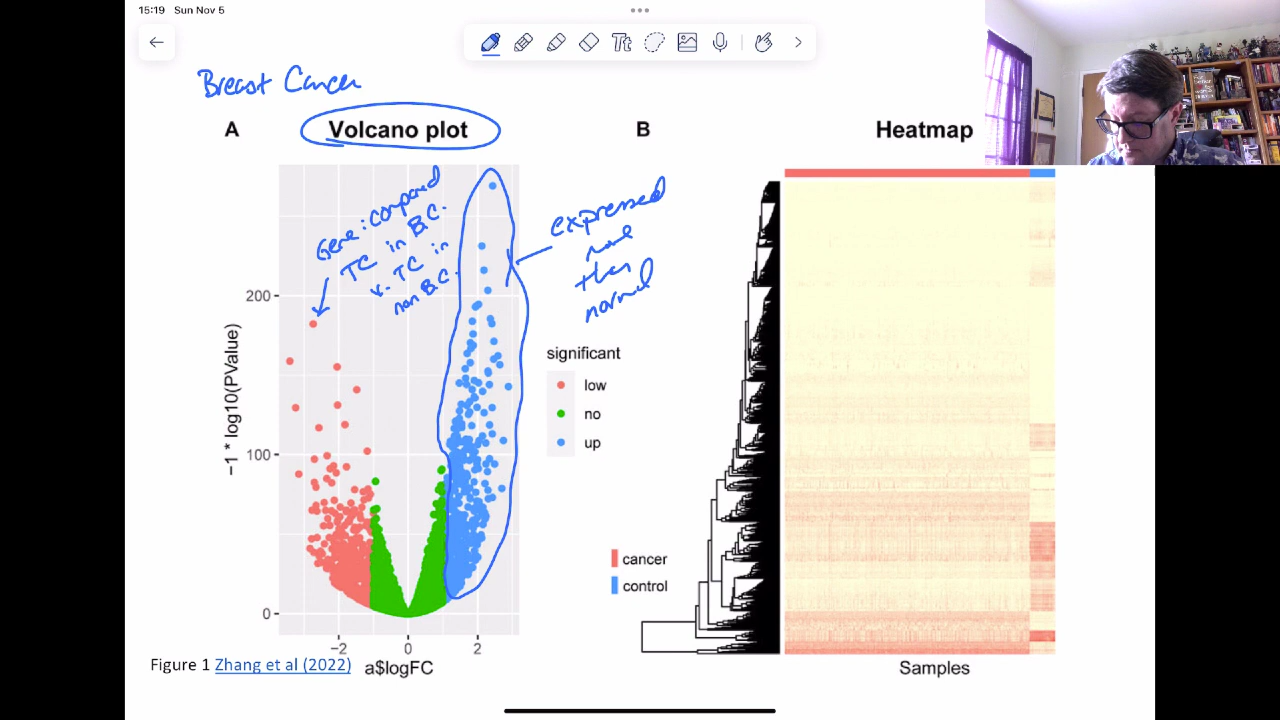 15:19 Sun Nov 5
Tt
Breast Cancer
A
Volcano plot
B
Heatmap
Gene: compared
TC in B.C.
v. TC in
non B.C.
expressed
more
than
normal
200
100
0
−1 * log10(PValue)
−2 0 2
a$logFC
significant
low
no
up
cancer
control
Samples
Figure 1 Zhang et al (2022)